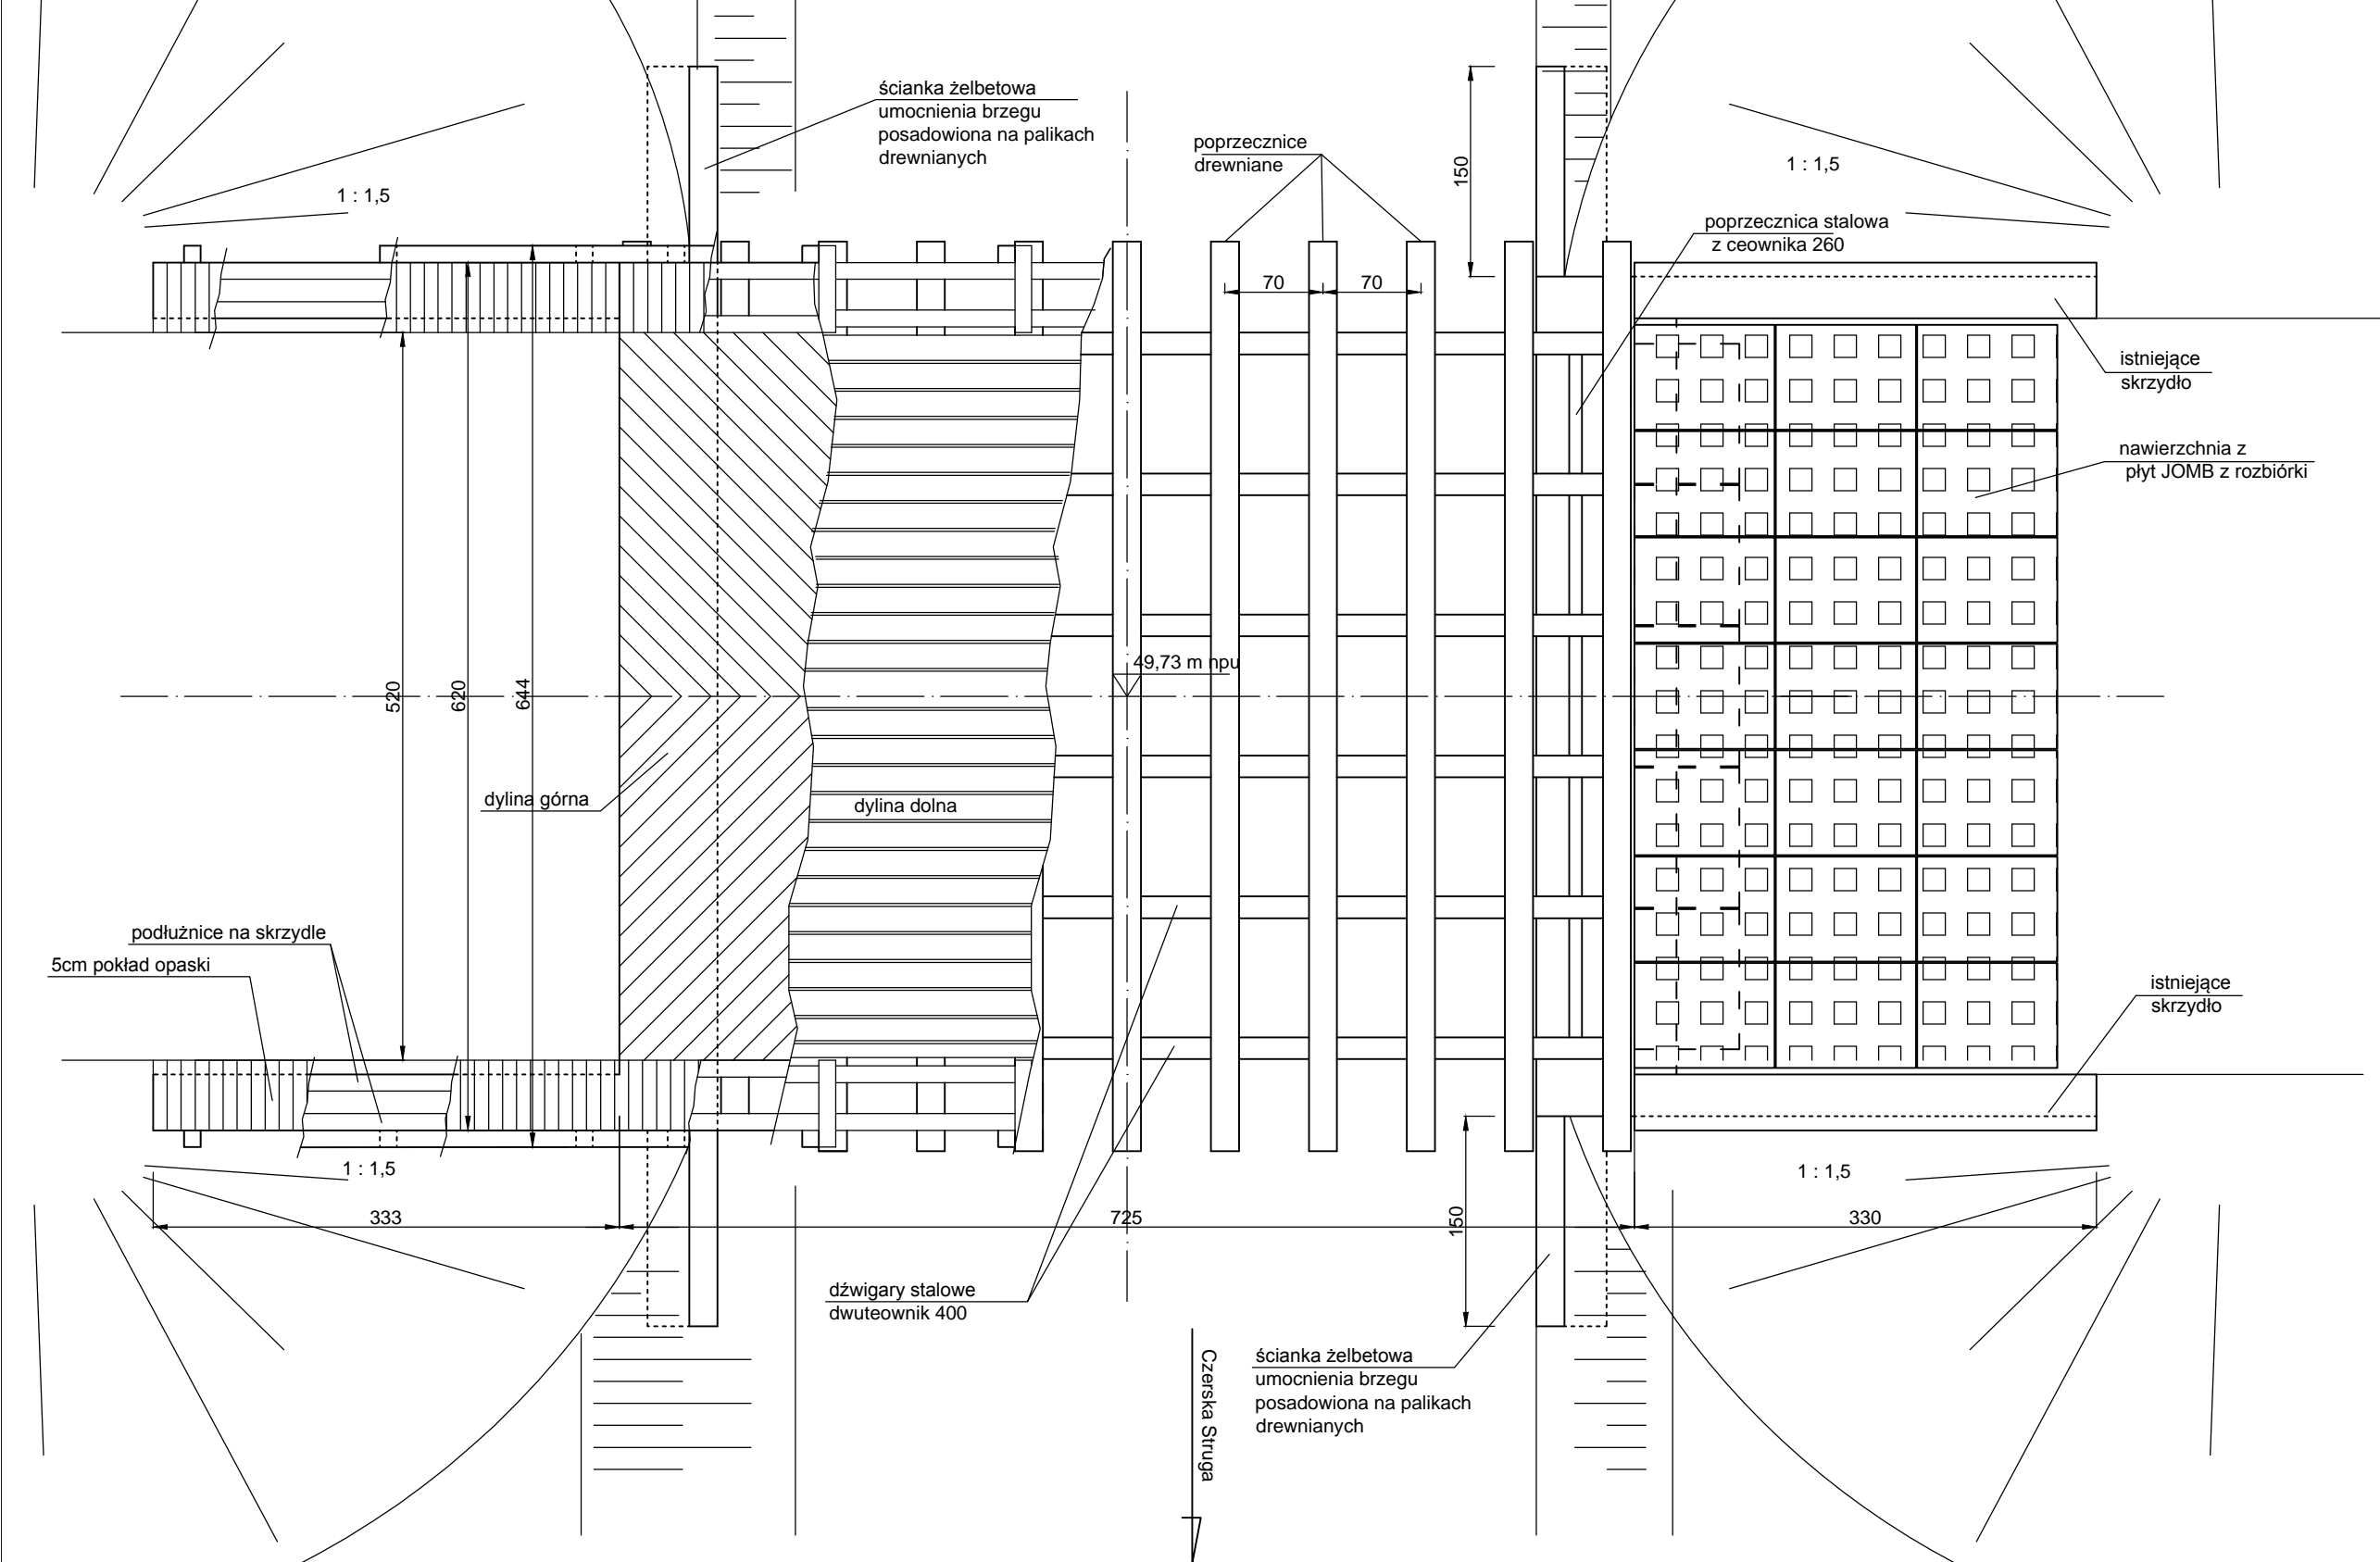 ścianka żelbetowa
umocnienia brzegu
posadowiona na palikach
drewnianych
poprzecznice
drewniane
150
1 : 1,5
1 : 1,5
poprzecznica stalowa
z ceownika 260
70
70
istniejące
skrzydło
nawierzchnia z
płyt JOMB z rozbiórki
49,73 m npu
520
620
644
dylina górna
dylina dolna
podłużnice na skrzydle
5cm pokład opaski
istniejące
skrzydło
1 : 1,5
1 : 1,5
333
725
150
330
dźwigary stalowe
dwuteownik 400
Czerska Struga
ścianka żelbetowa
umocnienia brzegu
posadowiona na palikach
drewnianych